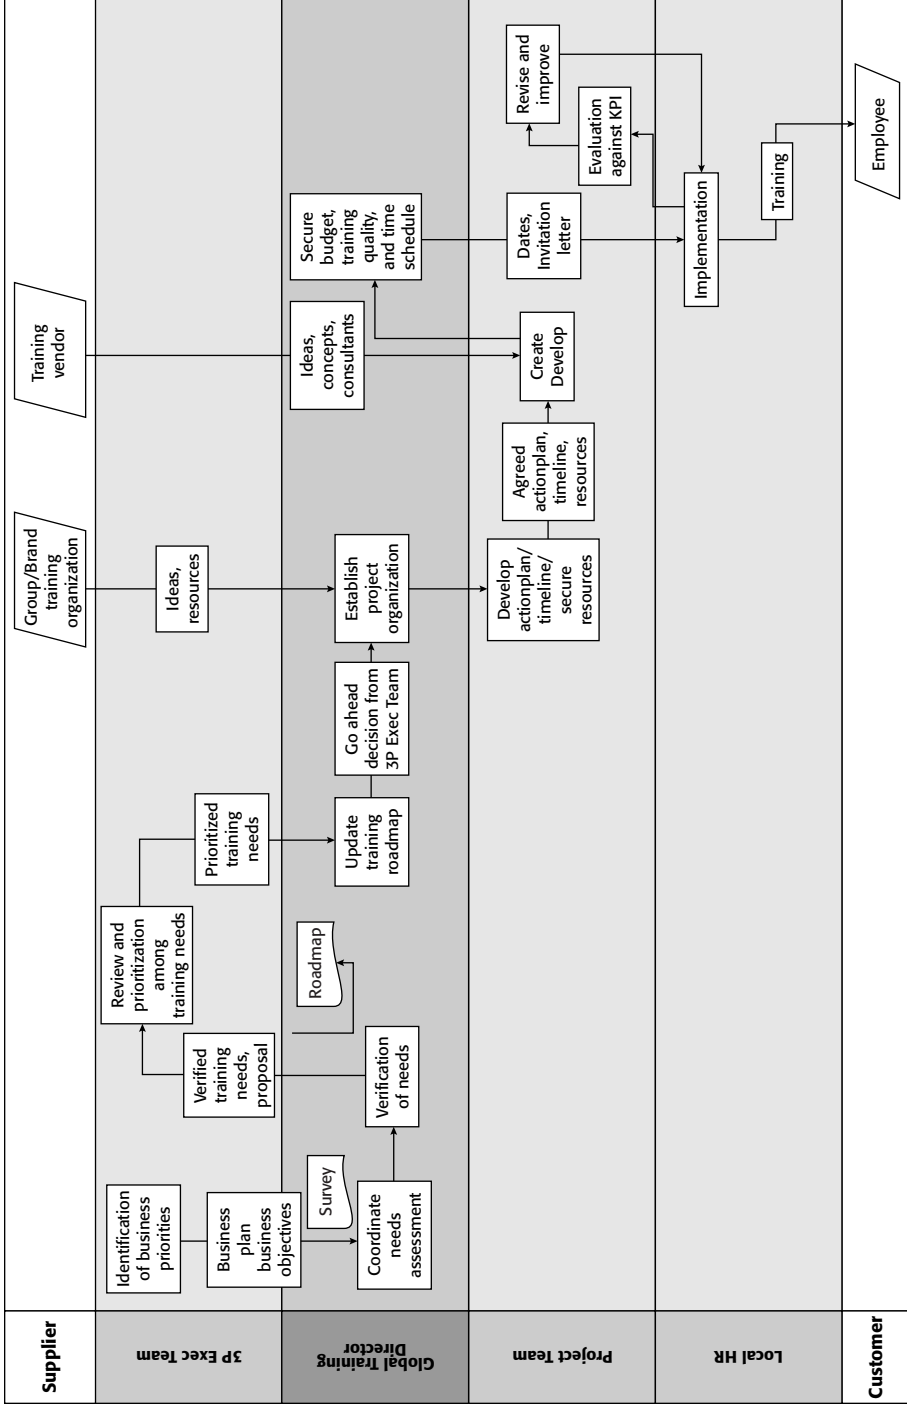 Supplier
Group/Brand
training
organization
Training
vendor
3P Exec Team
Identification
of business
priorities
Business
plan
business
objectives
Verified
training
needs,
proposal
Review and
prioritization
among
training needs
Prioritized
training
needs
Ideas,
resources
Global Training
Director
Survey
Coordinate
needs
assessment
Verification
of needs
Roadmap
Update
training
roadmap
Go ahead
decision from
3P Exec Team
Establish
project
organization
Ideas,
concepts,
consultants
Secure
budget,
training
quality,
and time
schedule
Project Team
Develop
actionplan/
timeline/
secure
resources
Agreed
actionplan,
timeline,
resources
Create
Develop
Dates,
Invitation
letter
Evaluation
against KPI
Revise and
improve
Local HR
Implementation
Training
Customer
Employee